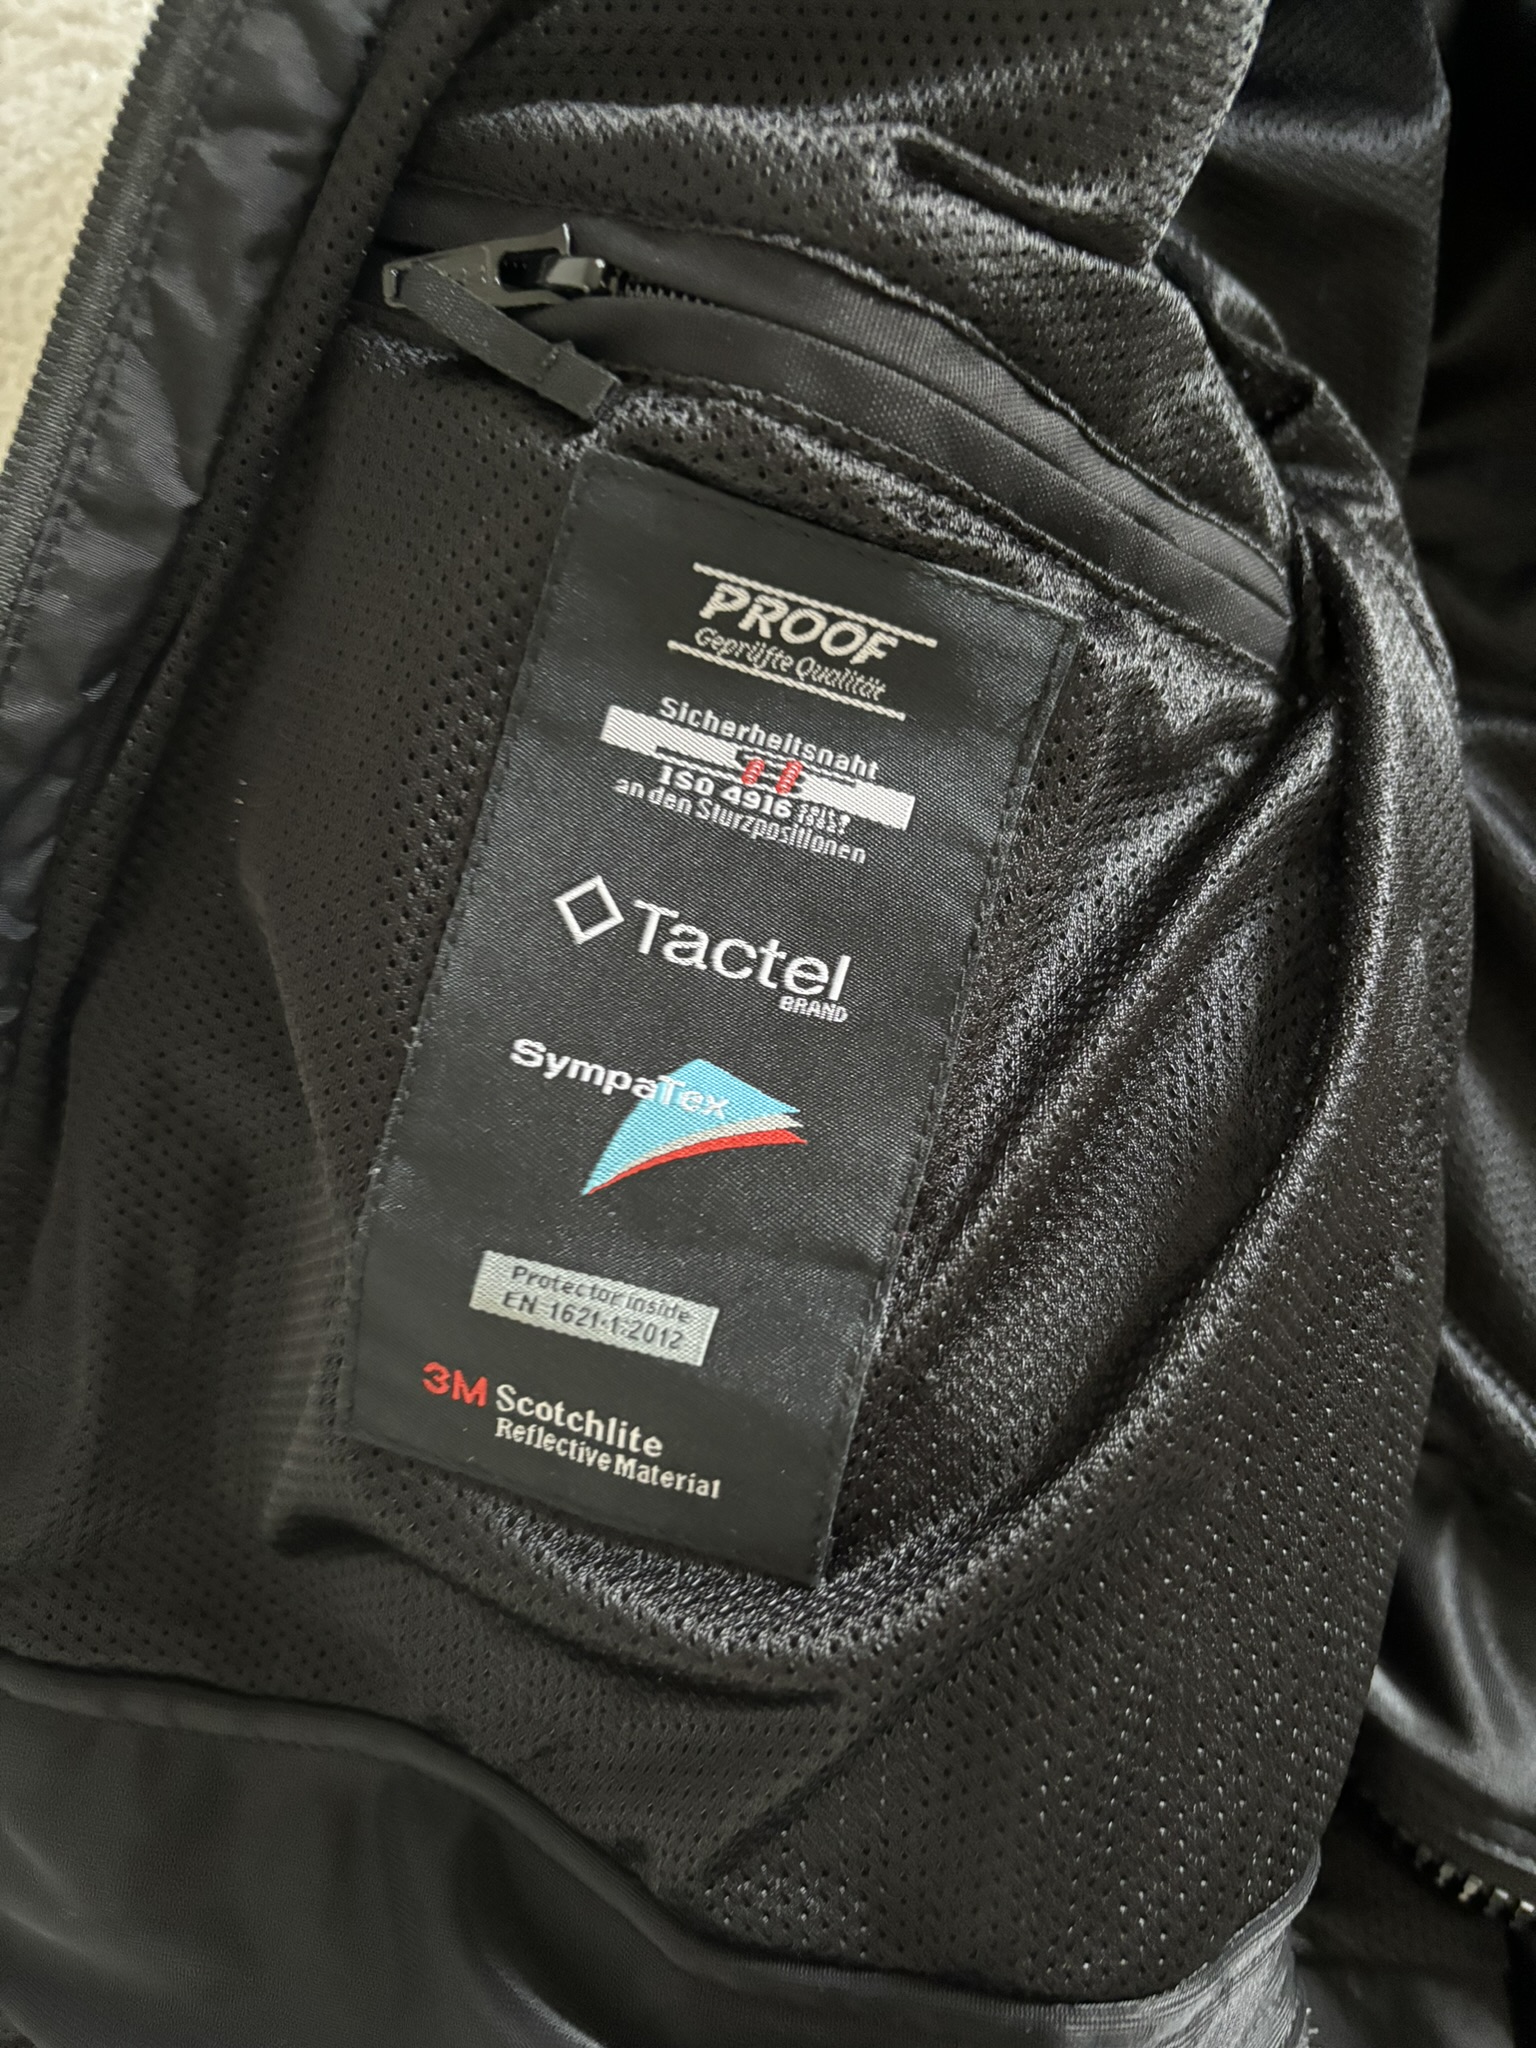 PROOF
Geprüfte Qualität
Sicherheitsnaht
ISO 4916
an den Sturzpositionen
Tactel
BRAND
SympaTex
Protector inside
EN-1621-1:2012
3M Scotchlite
Reflective Material